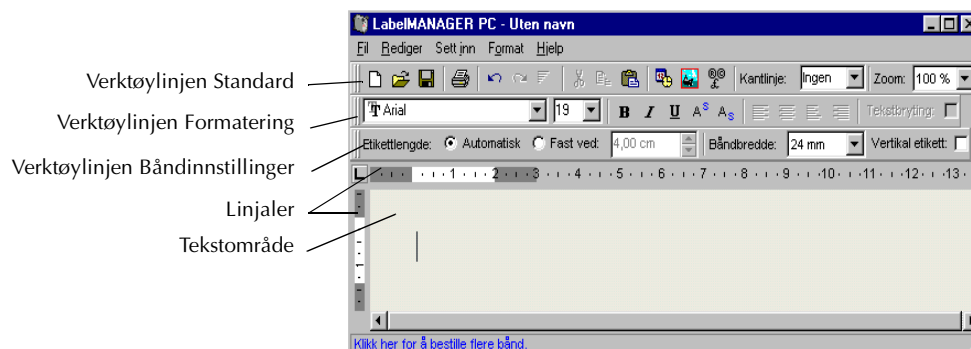 LabelMANAGER PC - Uten navn
Fil Rediger Sett inn Format Hjelp
Verktøylinjen Standard
Kantlinje: Ingen Zoom: 100 %
Verktøylinjen Formatering
Arial 19 B I U A S A S Tekstbryting:
Verktøylinjen Båndinnstillinger
Etikettlengde: Automatisk Fast ved: 4,00 cm Båndbredde: 24 mm Vertikal etikett:
1 2 3 4 5 6 7 8 9 10 11 12 13
Linjaler
Tekstområde
1
Klikk her for å bestille flere bånd.